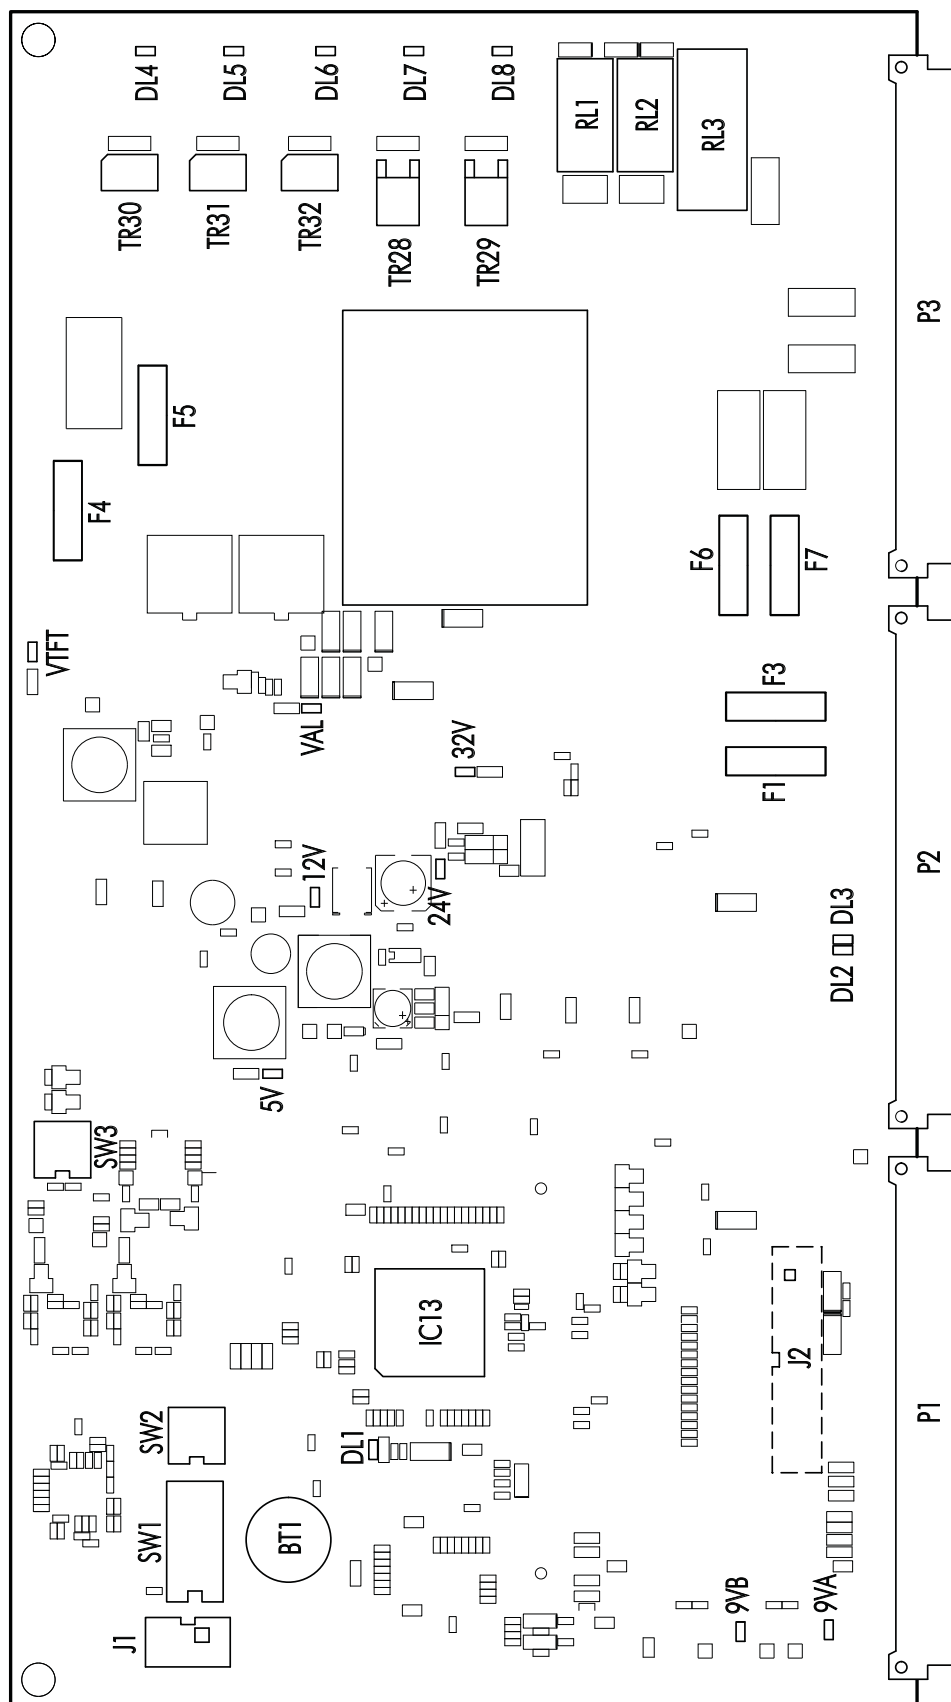 DL4
DL5
DL6
DL7
DL8
RL1
RL2
RL3
TR30
TR31
TR32
TR28
TR29
P3
F5
F4
F6
F7
VTFT
F3
VAL
32V
F1
12V
24V
P2
DL3
DL2
5V
SW3
IC13
J2
P1
SW2
DL1
SW1
BT1
9VB
9VA
J1